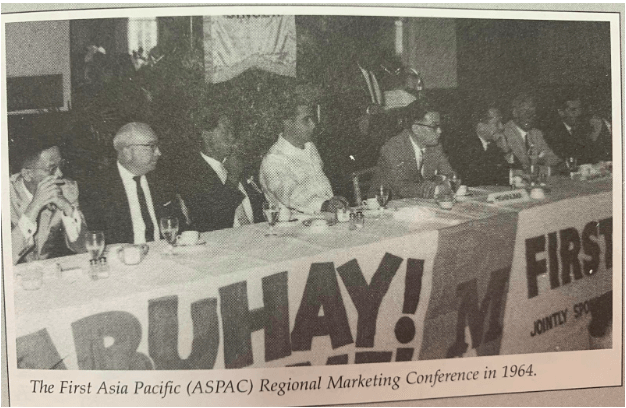 ABUHAY!
M
FIRST
JOINTLY SPO
The First Asia Pacific (ASPAC) Regional Marketing Conference in 1964.